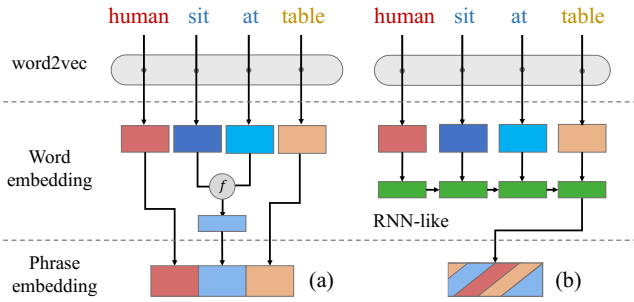 human sit at table human sit at table
word2vec
Word
embedding
f
RNN-like
Phrase
embedding
(a) (b)